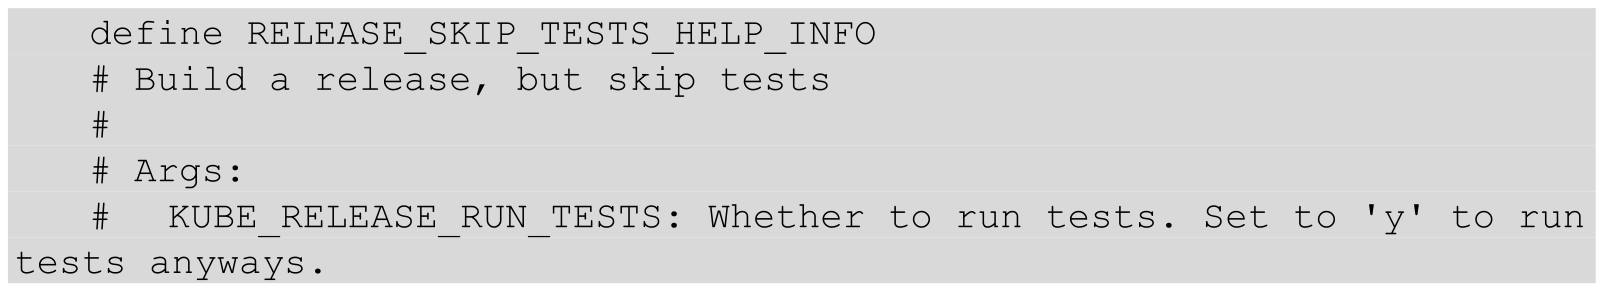 define RELEASE_SKIP_TESTS_HELP_INFO
# Build a release, but skip tests
#
# Args:
#   KUBE_RELEASE_RUN_TESTS: Whether to run tests. Set to 'y' to run
tests anyways.